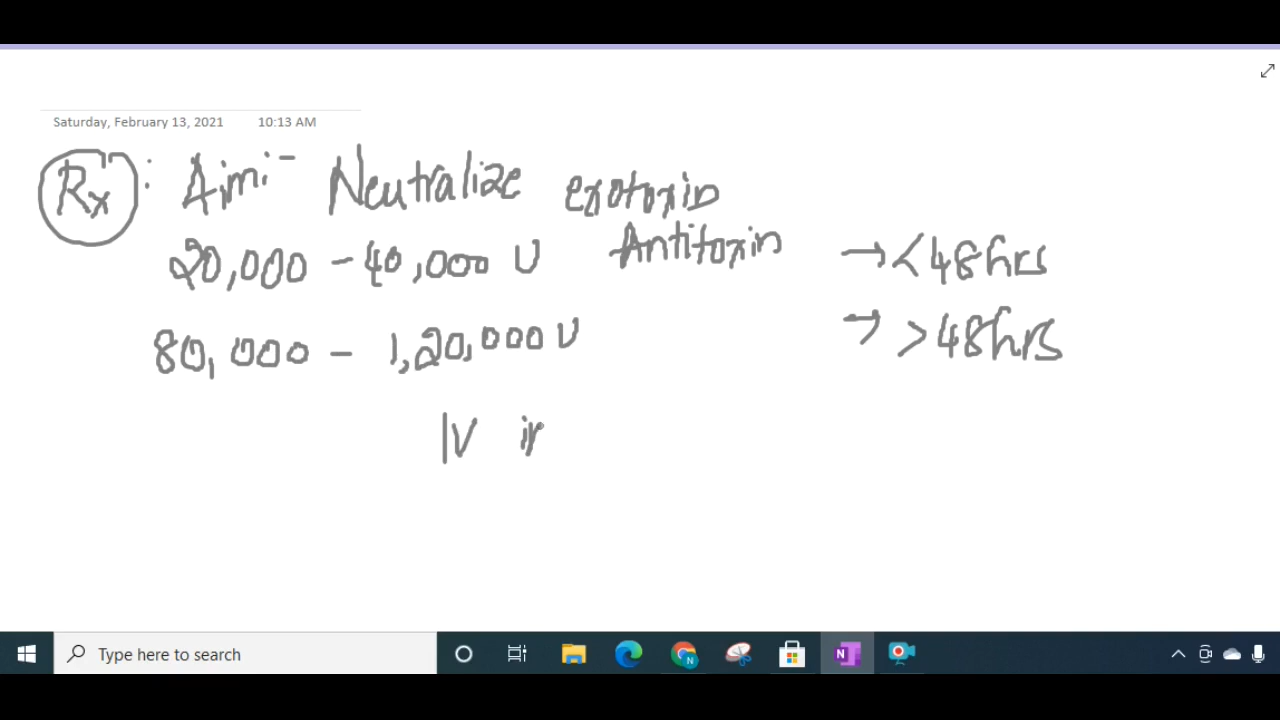 Saturday, February 13, 2021 10:13 AM
Rx : Aim:- Neutralize exotoxin
20,000 - 40,000 U Antitoxin → <48hrs
80,000 - 1,20,000 U → >48hrs
IV
Type here to search